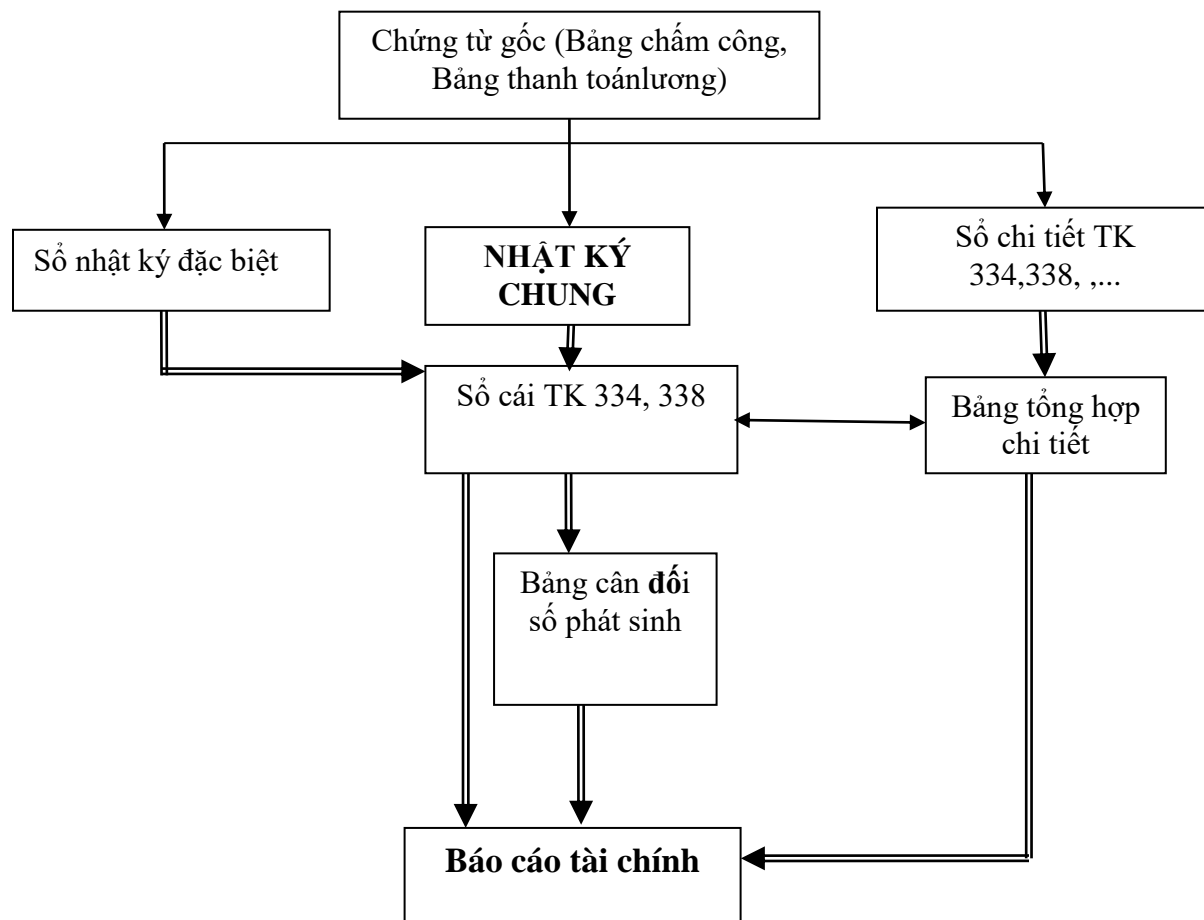 Chứng từ gốc (Bảng chấm công,
Bảng thanh toánlương)
Sổ nhật ký đặc biệt
NHẬT KÝ
CHUNG
Sổ chi tiết TK
334,338, ,...
Sổ cái TK 334, 338
Bảng tổng hợp
chi tiết
Bảng cân đối
số phát sinh
Báo cáo tài chính